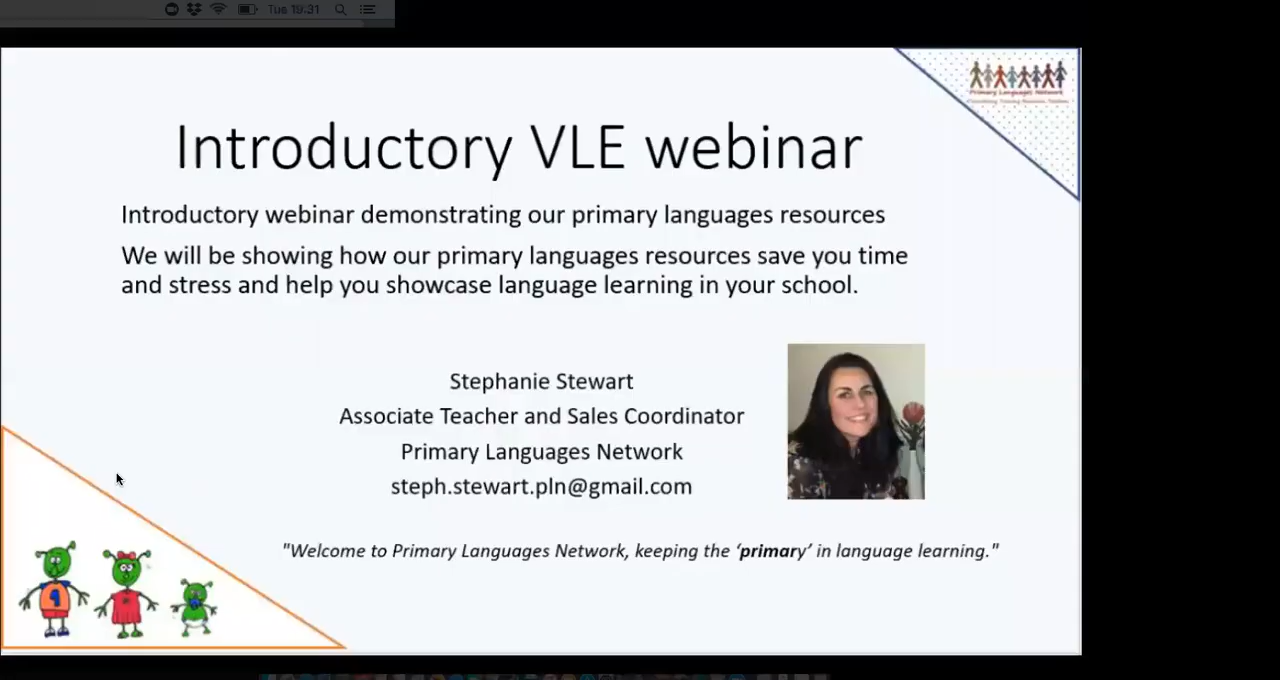 Tue 19:31
Primary Languages Network
Introductory VLE webinar
Introductory webinar demonstrating our primary languages resources
We will be showing how our primary languages resources save you time
and stress and help you showcase language learning in your school.
Stephanie Stewart
Associate Teacher and Sales Coordinator
Primary Languages Network
steph.stewart.pln@gmail.com
"Welcome to Primary Languages Network, keeping the ‘primary’ in language learning."